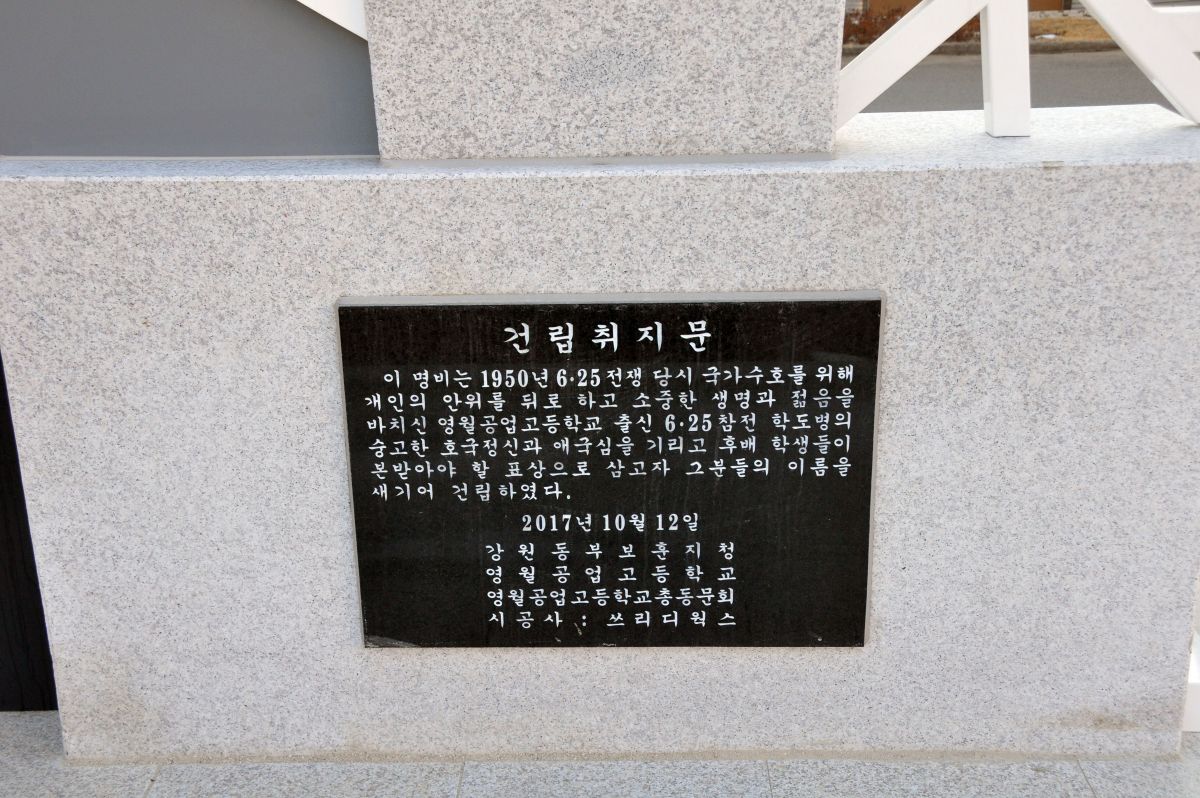 건립취지문
이 명비는 1950년 6·25전쟁 당시 국가수호를 위해
개인의 안위를 뒤로 하고 소중한 생명과 젊음을
바치신 영월공업고등학교 출신 6·25참전 학도병의
숭고한 호국정신과 애국심을 기리고 후배 학생들이
본받아야 할 표상으로 삼고자 그분들의 이름을
새기어 건립하였다.
2017년 10월 12일
강원동부보훈지청
영월공업고등학교
영월공업고등학교총동문회
시공사 : 쓰리디웍스